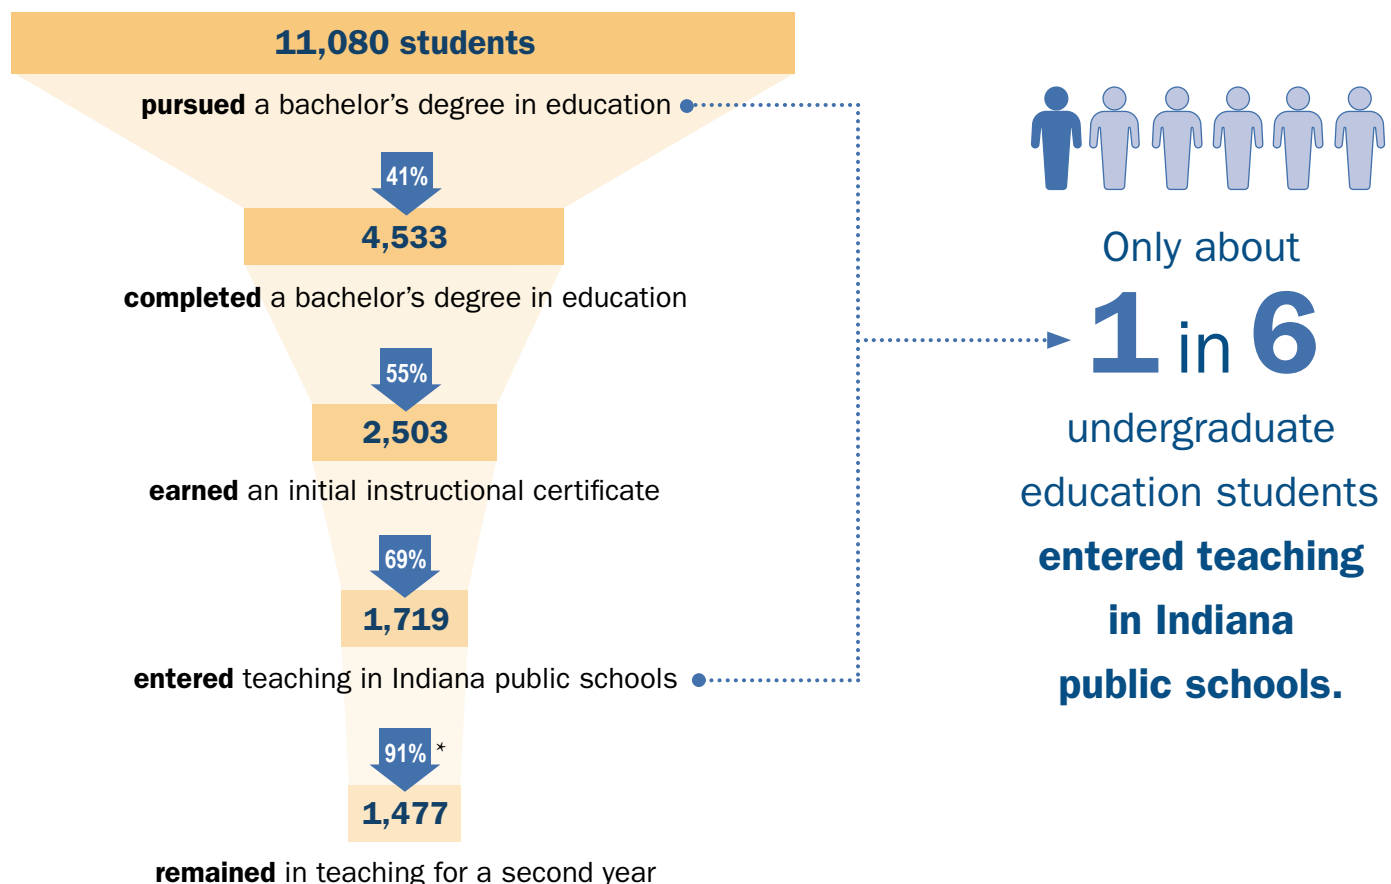 11,080 students
pursued a bachelor’s degree in education
41%
4,533
completed a bachelor’s degree in education
55%
2,503
earned an initial instructional certificate
69%
1,719
entered teaching in Indiana public schools
91% *
1,477
remained in teaching for a second year
Only about
1 in 6
undergraduate
education students
entered teaching
in Indiana
public schools.